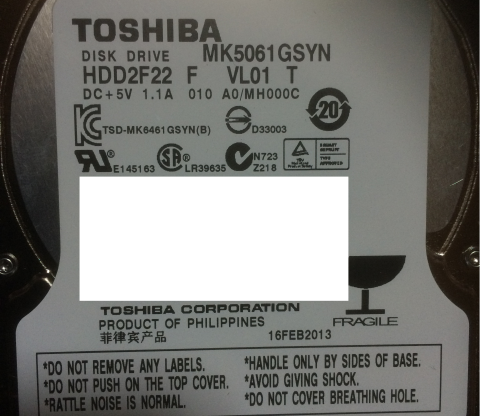 TOSHIBA
DISK DRIVE MK5061GSYN
HDD2F22 F VL01 T
DC+5V 1.1A 010 A0/MH000C
20
TSD-MK6461GSYN(B)
D33003
E145163
LR39635
N723
Z218
TOSHIBA CORPORATION
PRODUCT OF PHILIPPINES
菲律宾产品
16FEB2013
FRAGILE
*DO NOT REMOVE ANY LABELS.
*DO NOT PUSH ON THE TOP COVER.
*RATTLE NOISE IS NORMAL.
*HANDLE ONLY BY SIDES OF BASE.
*AVOID GIVING SHOCK.
*DO NOT COVER BREATHING HOLE.